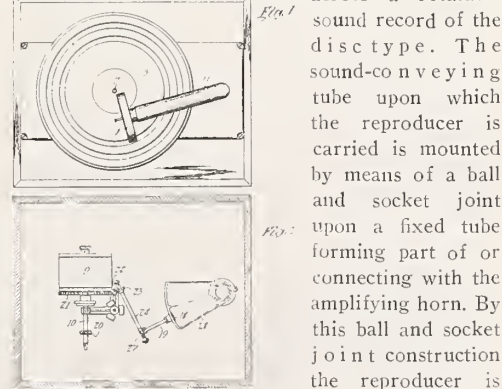 Fig. 1
sound record of the
disc type. The
sound-conveying
tube upon which
the reproducer is
carried is mounted
by means of a ball
and socket joint
upon a fixed tube
forming part of or
connecting with the
amplifying horn. By
this ball and socket
joint construction
the reproducer is
Fig.